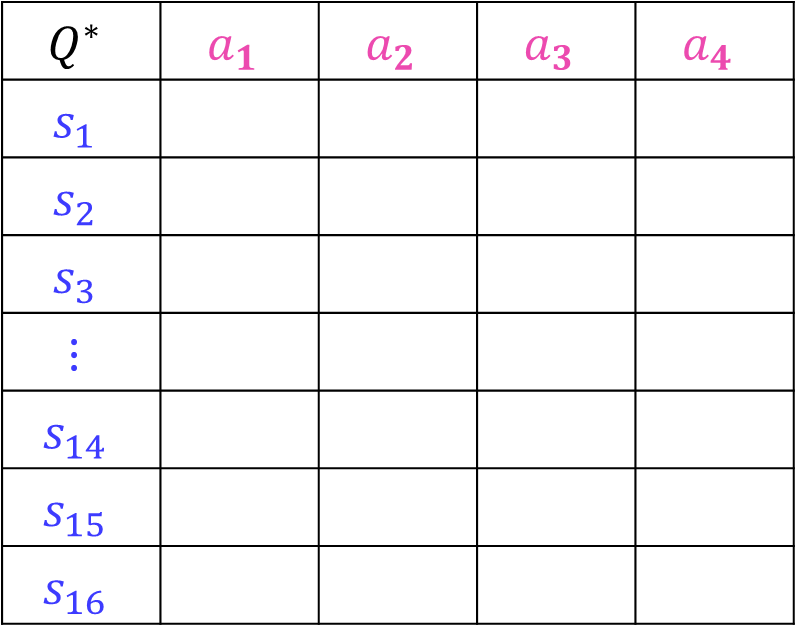 Q* a₁ a₂ a₃ a₄
s₁
s₂
s₃
⋮
s₁₄
s₁₅
s₁₆